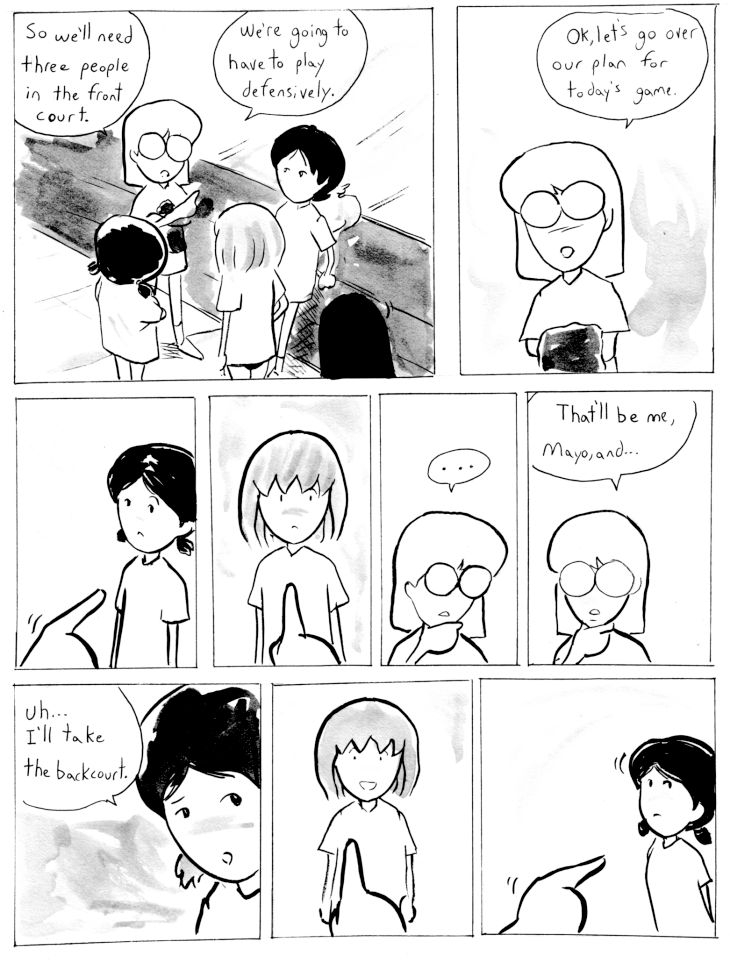 Ok, let's go over
our plan for
today's game.
We're going to
have to play
defensively.
So we'll need
three people
in the front
court.
That'll be me,
Mayo, and...
...
Uh...
I'll take
the backcourt.